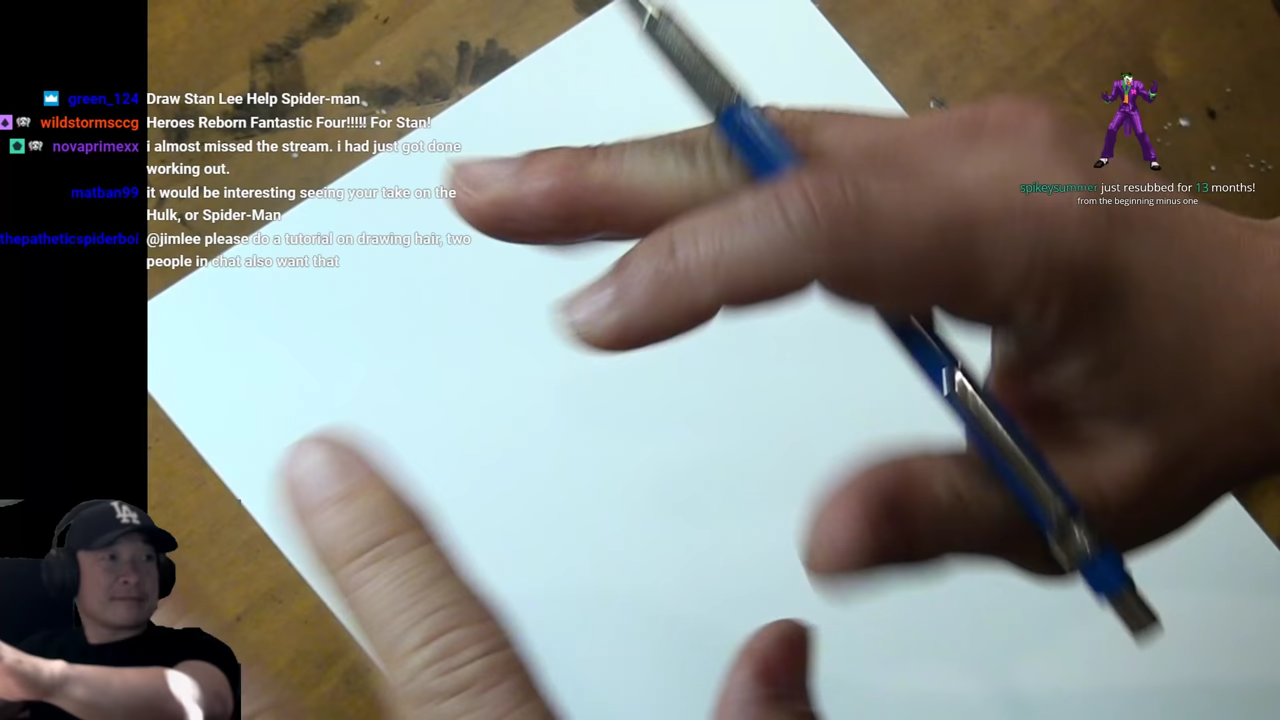 green_124 Draw Stan Lee Help Spider-man
wildstormsccg Heroes Reborn Fantastic Four!!!!! For Stan!
novaprimexx i almost missed the stream. i had just got done
working out.
matban99 it would be interesting seeing your take on the
Hulk, or Spider-Man
thepatheticspiderboi @jimlee please do a tutorial on drawing hair, two
people in chat also want that
spikeysummer just resubbed for 13 months!
from the beginning minus one
LA